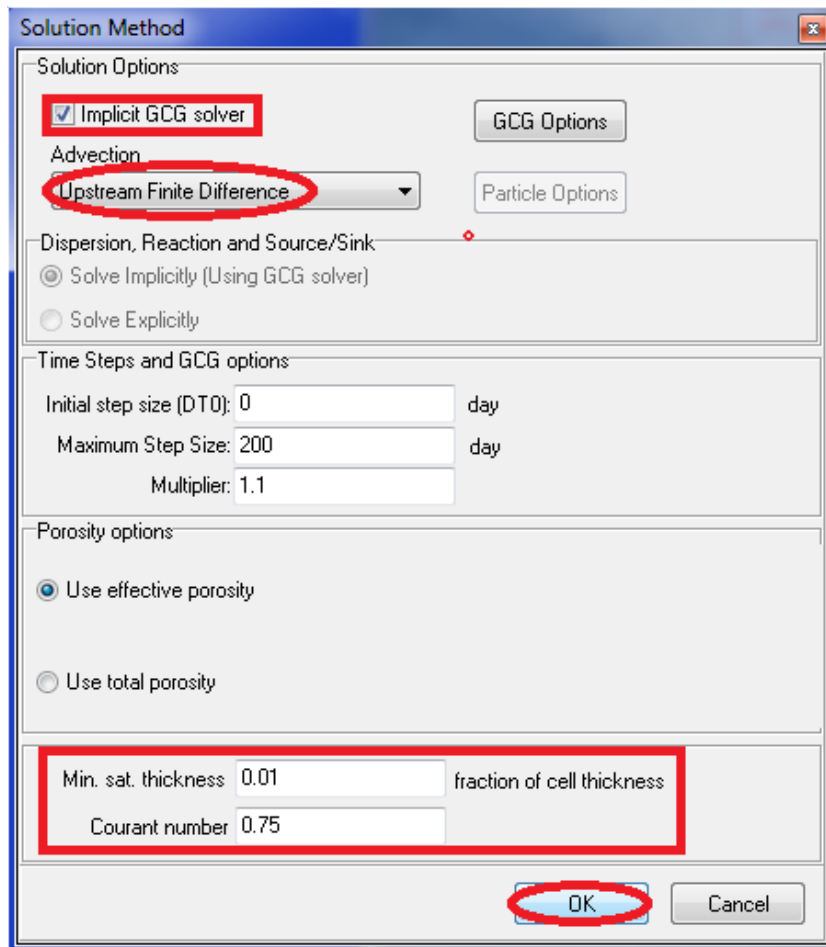 Solution Method
Solution Options
Implicit GCG solver
GCG Options
Advection
Upstream Finite Difference
Particle Options
Dispersion, Reaction and Source/Sink
Solve Implicitly (Using GCG solver)
Solve Explicitly
Time Steps and GCG options
Initial step size (DT0): 0 day
Maximum Step Size: 200 day
Multiplier: 1.1
Porosity options
Use effective porosity
Use total porosity
Min. sat. thickness 0.01 fraction of cell thickness
Courant number 0.75
OK Cancel